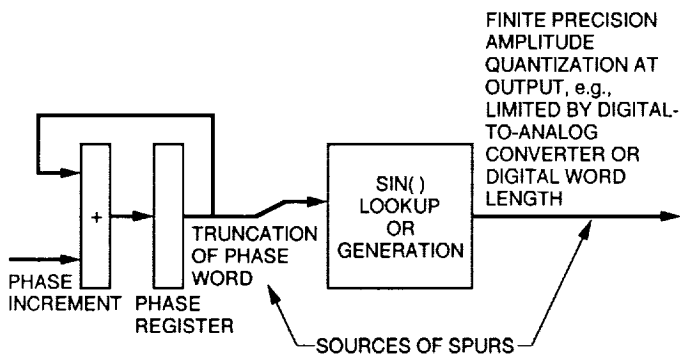 FINITE PRECISION
AMPLITUDE
QUANTIZATION AT
OUTPUT, e.g.,
LIMITED BY DIGITAL-
TO-ANALOG
CONVERTER OR
DIGITAL WORD
LENGTH
+
SIN( )
LOOKUP
OR
GENERATION
TRUNCATION
OF PHASE
WORD
PHASE
INCREMENT
PHASE
REGISTER
SOURCES OF SPURS